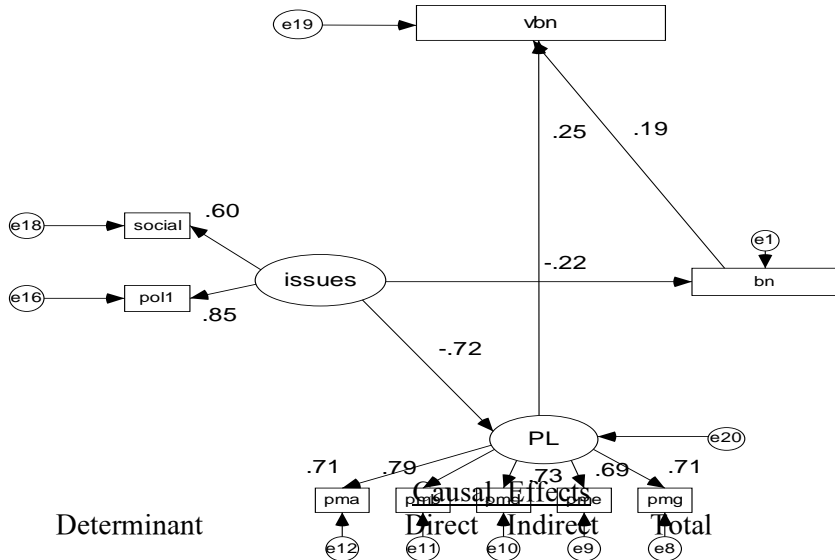 e19
vbn
.25
.19
.60
e18
social
e1
-.22
issues
bn
e16
pol1
.85
-.72
PL
e20
.71
.79
.73
.69
.71
Causal Effects
pma
pmb
pme
pmg
Determinant
Direct
Indirect
Total
e12
e11
e10
e9
e8